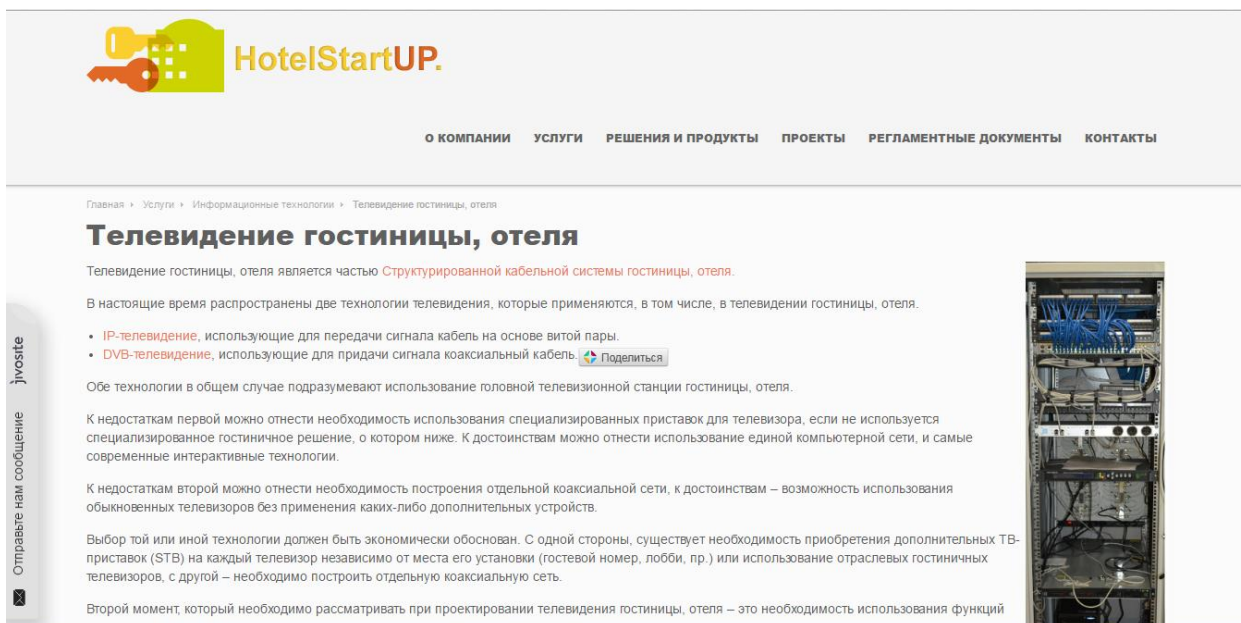 HotelStartUP.
О КОМПАНИИ УСЛУГИ РЕШЕНИЯ И ПРОДУКТЫ ПРОЕКТЫ РЕГЛАМЕНТНЫЕ ДОКУМЕНТЫ КОНТАКТЫ
Главная Услуги Информационные технологии Телевидение гостиницы, отеля
Телевидение гостиницы, отеля
Телевидение гостиницы, отеля является частью Структурированной кабельной системы гостиницы, отеля.
В настоящие время распространены две технологии телевидения, которые применяются, в том числе, в телевидении гостиницы, отеля.
• IP-телевидение, использующие для передачи сигнала кабель на основе витой пары.
• DVB-телевидение, использующие для придачи сигнала коаксиальный кабель. Поделиться
Обе технологии в общем случае подразумевают использование головной телевизионной станции гостиницы, отеля.
К недостаткам первой можно отнести необходимость использования специализированных приставок для телевизора, если не используется
специализированное гостиничное решение, о котором ниже. К достоинствам можно отнести использование единой компьютерной сети, и самые
современные интерактивные технологии.
К недостаткам второй можно отнести необходимость построения отдельной коаксиальной сети, к достоинствам – возможность использования
обыкновенных телевизоров без применения каких-либо дополнительных устройств.
Выбор той или иной технологии должен быть экономически обоснован. С одной стороны, существует необходимость приобретения дополнительных ТВ-
приставок (STB) на каждый телевизор независимо от места его установки (гостевой номер, лобби, пр.) или использование отраслевых гостиничных
телевизоров, с другой – необходимо построить отдельную коаксиальную сеть.
Второй момент, который необходимо рассматривать при проектировании телевидения гостиницы, отеля – это необходимость использования функций
Отправьте нам сообщение jivosite